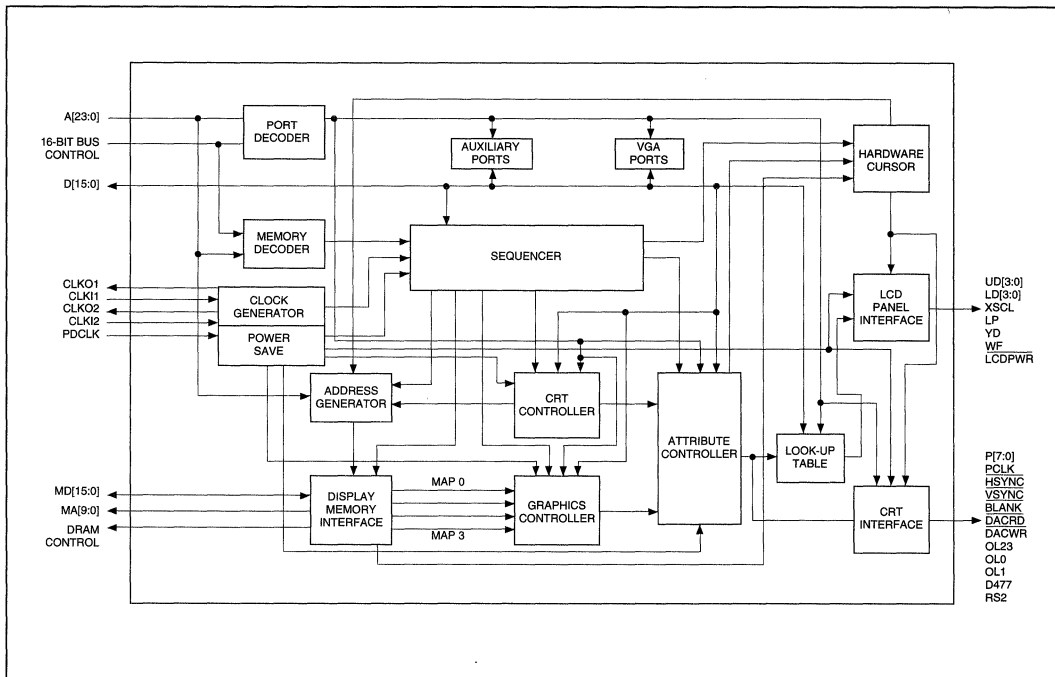 A[23:0]
16-BIT BUS
CONTROL
D[15:0]
CLKO1
CLKI1
CLKO2
CLKI2
PDCLK
MD[15:0]
MA[9:0]
DRAM
CONTROL
PORT
DECODER
AUXILIARY
PORTS
VGA
PORTS
HARDWARE
CURSOR
MEMORY
DECODER
SEQUENCER
CLOCK
GENERATOR
POWER
SAVE
LCD
PANEL
INTERFACE
ADDRESS
GENERATOR
CRT
CONTROLLER
ATTRIBUTE
CONTROLLER
LOOK-UP
TABLE
DISPLAY
MEMORY
INTERFACE
MAP 0
MAP 3
GRAPHICS
CONTROLLER
CRT
INTERFACE
UD[3:0]
LD[3:0]
XSCL
LP
YD
WF
LCDPWR
P[7:0]
PCLK
HSYNC
VSYNC
BLANK
DACRD
DACWR
OL23
OL0
OL1
D477
RS2